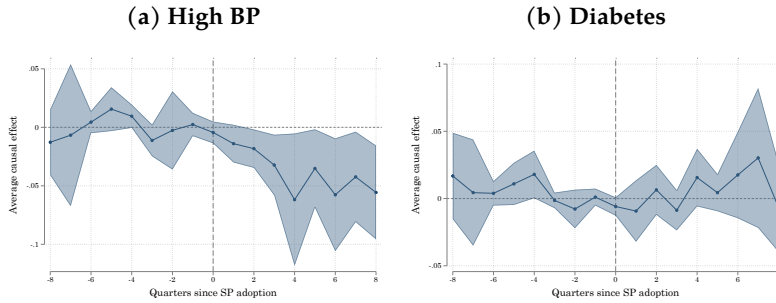 (a) High BP
(b) Diabetes
Average causal effect
.05
0
-.05
-.1
-8 -6 -4 -2 0 2 4 6 8
Quarters since SP adoption
Average causal effect
.1
.05
0
-.05
-8 -6 -4 -2 0 2 4 6 8
Quarters since SP adoption